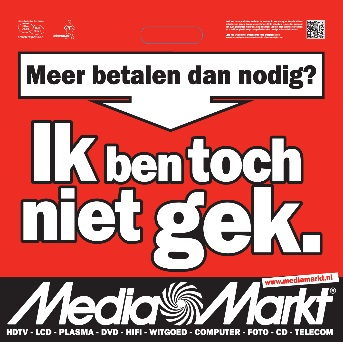 Meer betalen dan nodig?
Ik ben toch
niet gek.
www.mediamarkt.nl
Media Markt®
HDTV - LCD - PLASMA - DVD - HIFI - WITGOED - COMPUTER - FOTO - CD - TELECOM